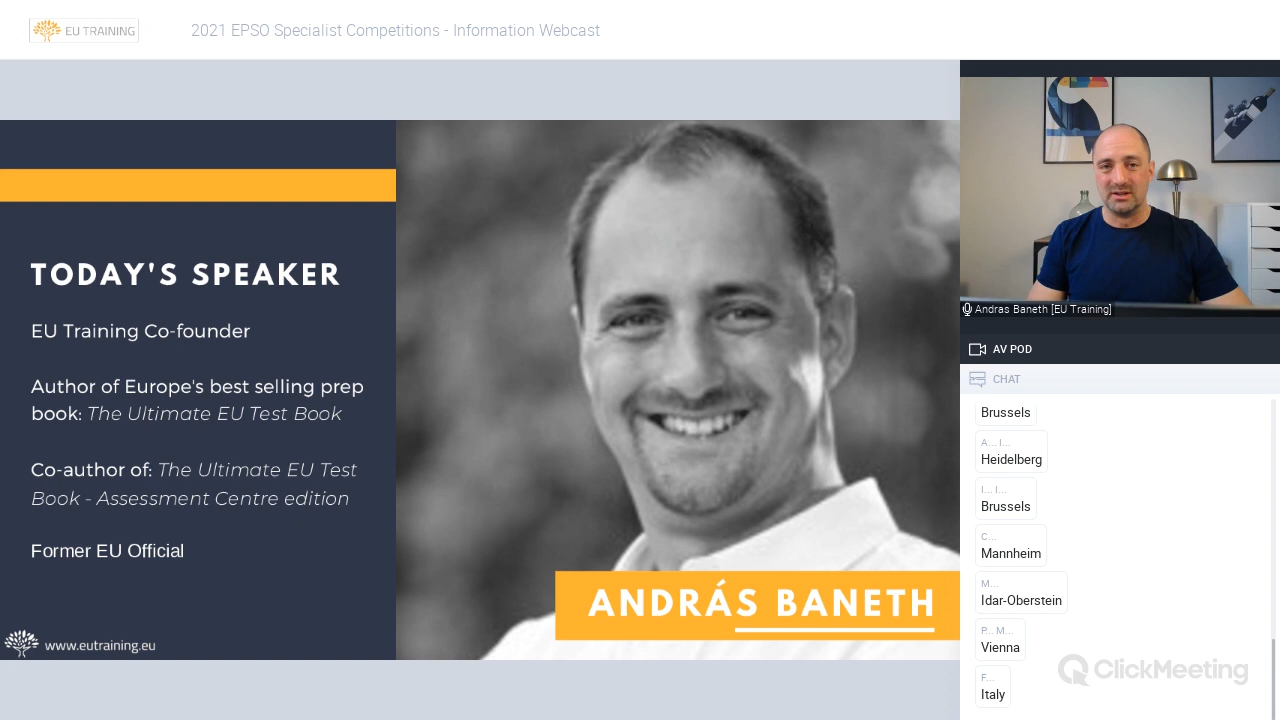 EU TRAINING
2021 EPSO Specialist Competitions - Information Webcast
TODAY'S SPEAKER
EU Training Co-founder
Author of Europe's best selling prep
book: The Ultimate EU Test Book
Co-author of: The Ultimate EU Test
Book - Assessment Centre edition
Former EU Official
www.eutraining.eu
ANDRÁS BANETH
Andras Baneth [EU Training]
AV POD
CHAT
Brussels
A... I...
Heidelberg
I... I...
Brussels
C...
Mannheim
M...
Idar-Oberstein
P... M...
Vienna
F...
Italy
ClickMeeting